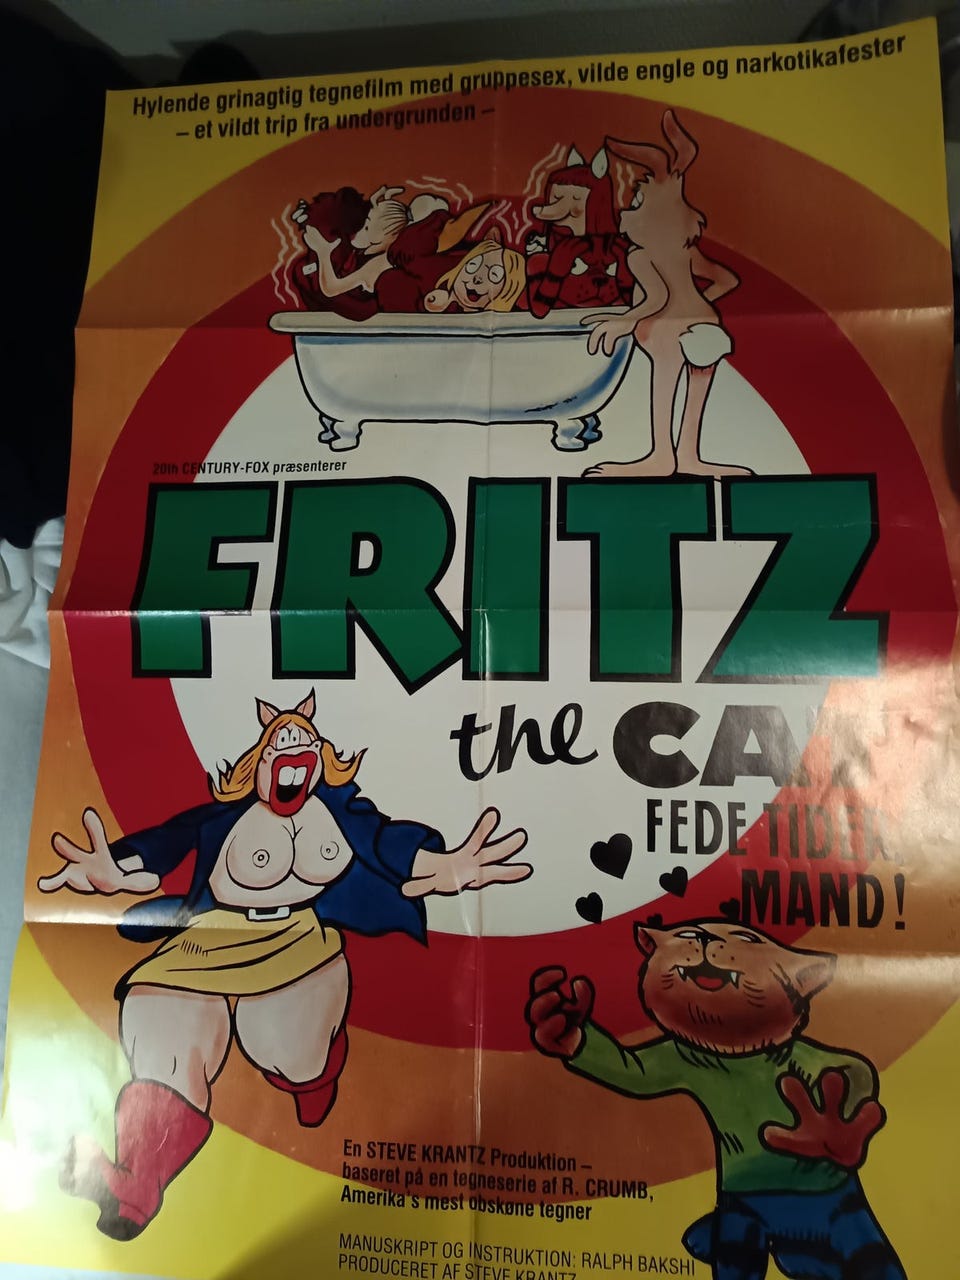 Hylende grinagtig tegnefilm med gruppesex, vilde engle og narkotikafester
– et vildt trip fra undergrunden –
20th CENTURY-FOX præsenterer
FRITZ
the CAT
FEDE TIDER,
MAND!
En STEVE KRANTZ Produktion –
baseret på en tegneserie af R. CRUMB,
Amerika's mest obskøne tegner
MANUSKRIPT OG INSTRUKTION: RALPH BAKSHI
PRODUCERET AF STEVE KRANTZ